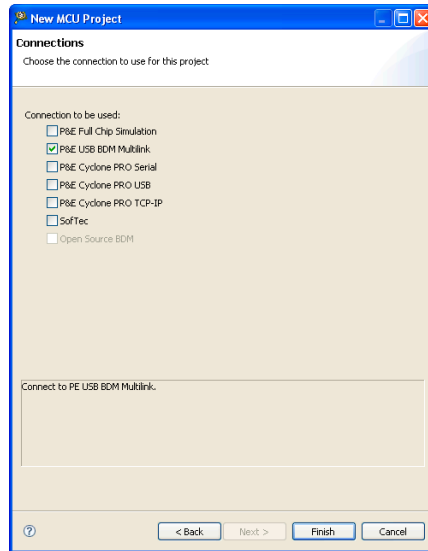 New MCU Project
Connections
Choose the connection to use for this project
Connection to be used:
P&E Full Chip Simulation
P&E USB BDM Multilink
P&E Cyclone PRO Serial
P&E Cyclone PRO USB
P&E Cyclone PRO TCP-IP
SofTec
Open Source BDM
Connect to PE USB BDM Multilink.
? < Back Next > Finish Cancel